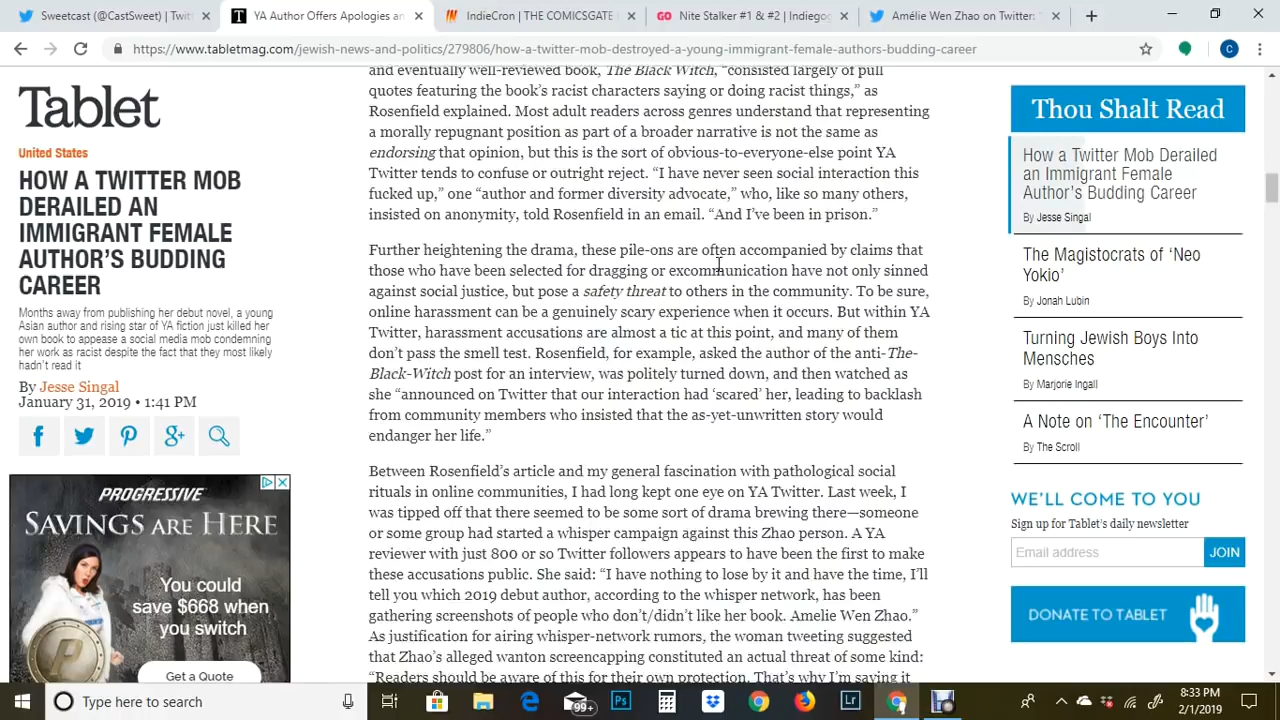 Sweetcast (@CastSweet) | Twitt
YA Author Offers Apologies an
IndieCron | THE COMICSGATE I
Nite Stalker #1 & #2 | Indiegog
Amélie Wen Zhao on Twitter: "
https://www.tabletmag.com/jewish-news-and-politics/279806/how-a-twitter-mob-destroyed-a-young-immigrant-female-authors-budding-career
Tablet
United States
HOW A TWITTER MOB
DERAILED AN
IMMIGRANT FEMALE
AUTHOR'S BUDDING
CAREER
Months away from publishing her debut novel, a young
Asian author and rising star of YA fiction just killed her
own book to appease a social media mob condemning
her work as racist despite the fact that they most likely
hadn't read it
By Jesse Singal
January 31, 2019 • 1:41 PM
PROGRESSIVE
SAVINGS ARE HERE
You could
save $668 when
you switch
Get a Quote
and eventually well-reviewed book, The Black Witch, “consisted largely of pull
quotes featuring the book’s racist characters saying or doing racist things,” as
Rosenfield explained. Most adult readers across genres understand that representing
a morally repugnant position as part of a broader narrative is not the same as
endorsing that opinion, but this is the sort of obvious-to-everyone-else point YA
Twitter tends to confuse or outright reject. “I have never seen social interaction this
fucked up,” one “author and former diversity advocate,” who, like so many others,
insisted on anonymity, told Rosenfield in an email. “And I’ve been in prison.”
Further heightening the drama, these pile-ons are often accompanied by claims that
those who have been selected for dragging or excommunication have not only sinned
against social justice, but pose a safety threat to others in the community. To be sure,
online harassment can be a genuinely scary experience when it occurs. But within YA
Twitter, harassment accusations are almost a tic at this point, and many of them
don’t pass the smell test. Rosenfield, for example, asked the author of the anti-The-
Black-Witch post for an interview, was politely turned down, and then watched as
she “announced on Twitter that our interaction had ‘scared’ her, leading to backlash
from community members who insisted that the as-yet-unwritten story would
endanger her life.”
Between Rosenfield’s article and my general fascination with pathological social
rituals in online communities, I had long kept one eye on YA Twitter. Last week, I
was tipped off that there seemed to be some sort of drama brewing there—someone
or some group had started a whisper campaign against this Zhao person. A YA
reviewer with just 800 or so Twitter followers appears to have been the first to make
these accusations public. She said: “I have nothing to lose by it and have the time, I’ll
tell you which 2019 debut author, according to the whisper network, has been
gathering screenshots of people who don’t/didn’t like her book. Amelie Wen Zhao.”
As justification for airing whisper-network rumors, the woman tweeting suggested
that Zhao’s alleged wanton screencapping constituted an actual threat of some kind:
“Readers should be aware of this for their own protection. That’s why I’m saying it
Thou Shalt Read
How a Twitter Mob Derailed
an Immigrant Female
Author’s Budding Career
By Jesse Singal
The Magistocrats of ‘Neo
Yokio’
By Jonah Lubin
Turning Jewish Boys Into
Mensches
By Marjorie Ingall
A Note on ‘The Encounter’
By The Scroll
WE’LL COME TO YOU
Sign up for Tablet’s daily newsletter
Email address
JOIN
DONATE TO TABLET
Type here to search
99+
8:33 PM
2/1/2019